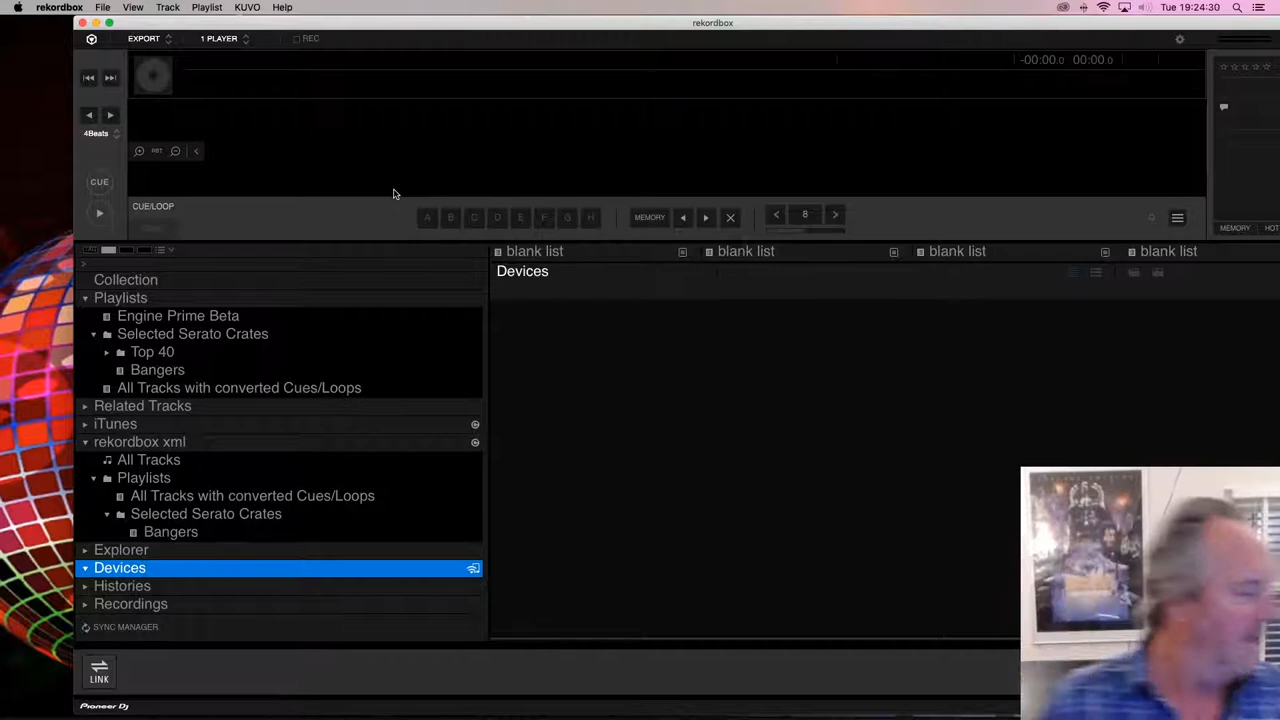 rekordbox File View Track Playlist KUVO Help Tue 19:24:30
rekordbox
EXPORT 1 PLAYER REC
-00:00.0 00:00.0
4Beats
RBT
CUE
CUE/LOOP
A B C D E F G H MEMORY 8
MEMORY HOT
blank list blank list blank list blank list
Devices
Collection
Playlists
Engine Prime Beta
Selected Serato Crates
Top 40
Bangers
All Tracks with converted Cues/Loops
Related Tracks
iTunes
rekordbox xml
All Tracks
Playlists
All Tracks with converted Cues/Loops
Selected Serato Crates
Bangers
Explorer
Devices
Histories
Recordings
SYNC MANAGER
LINK
Pioneer Dj